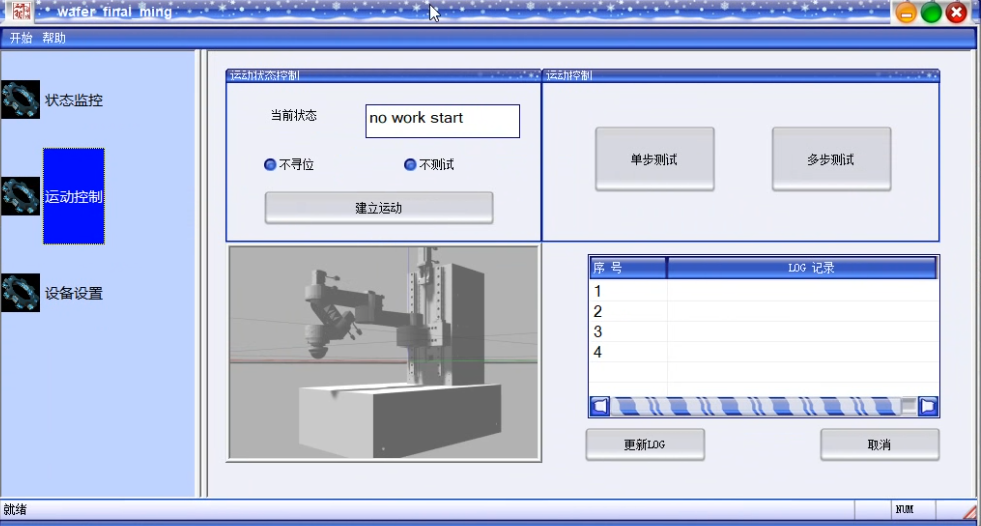 wafer_final_ming
开始 帮助
状态监控
运动控制
设备设置
运动状态控制
当前状态
no work start
不寻位
不测试
建立运动
运动控制
单步测试
多步测试
序 号
LOG 记录
1
2
3
4
更新LOG
取消
就绪
NUM